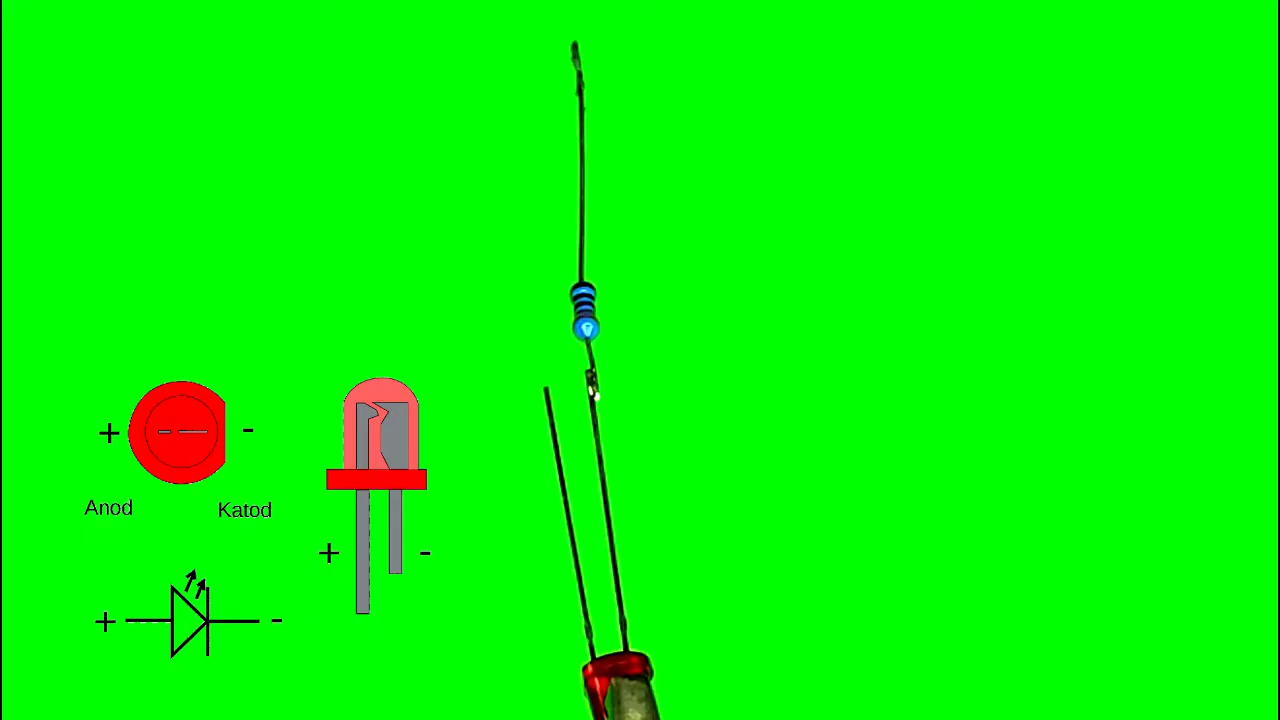 + -
Anod Katod
+ -
+ -